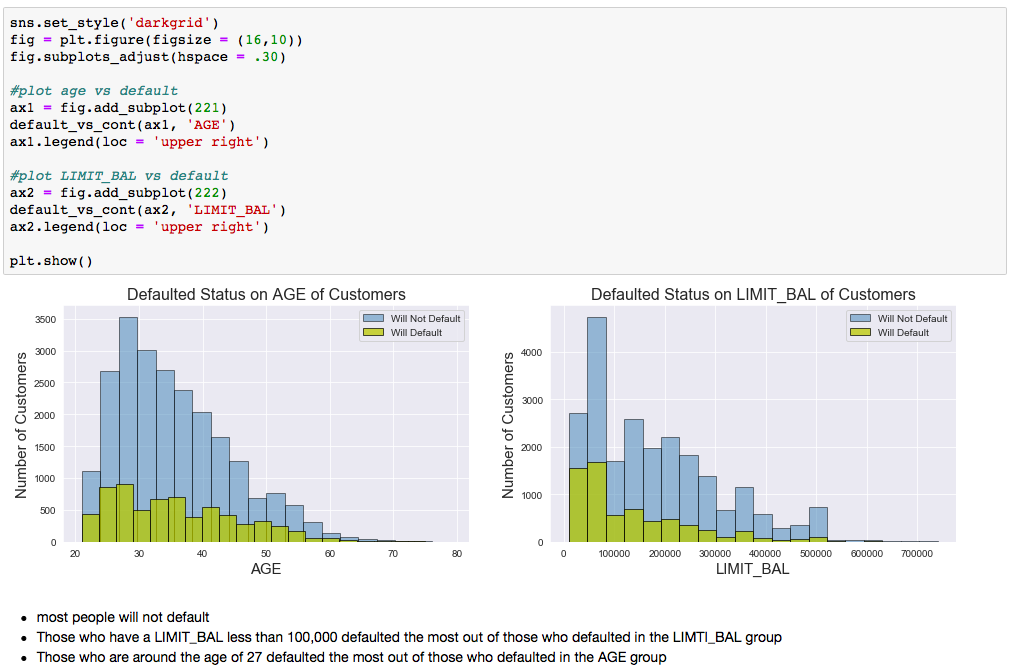 sns.set_style('darkgrid')
fig = plt.figure(figsize = (16,10))
fig.subplots_adjust(hspace = .30)
#plot age vs default
ax1 = fig.add_subplot(221)
default_vs_cont(ax1, 'AGE')
ax1.legend(loc = 'upper right')
#plot LIMIT_BAL vs default
ax2 = fig.add_subplot(222)
default_vs_cont(ax2, 'LIMIT_BAL')
ax2.legend(loc = 'upper right')
plt.show()
Defaulted Status on AGE of Customers
Will Not Default
Will Default
Number of Customers
3500
3000
2500
2000
1500
1000
500
0
20 30 40 50 60 70 80
AGE
Defaulted Status on LIMIT_BAL of Customers
Will Not Default
Will Default
Number of Customers
4000
3000
2000
1000
0
0 100000 200000 300000 400000 500000 600000 700000
LIMIT_BAL
• most people will not default
• Those who have a LIMIT_BAL less than 100,000 defaulted the most out of those who defaulted in the LIMTI_BAL group
• Those who are around the age of 27 defaulted the most out of those who defaulted in the AGE group